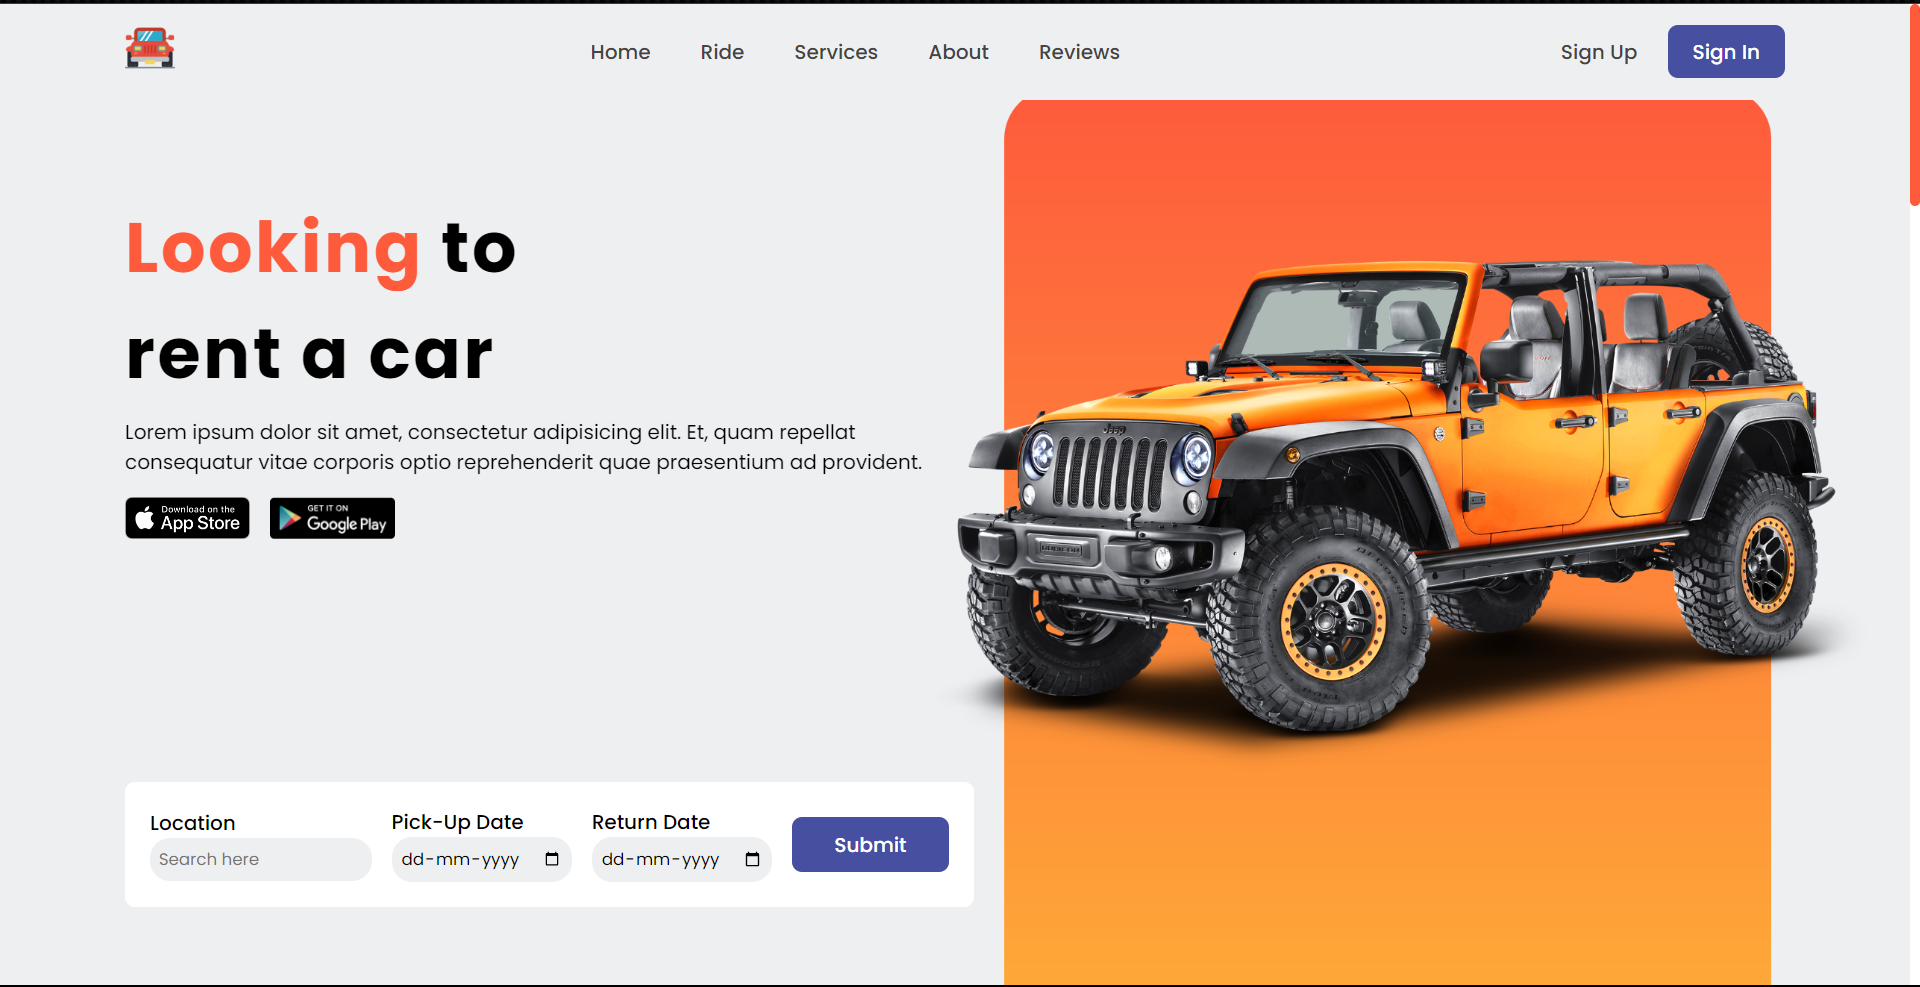 Home Ride Services About Reviews Sign Up Sign In
Looking to
rent a car
Lorem ipsum dolor sit amet, consectetur adipisicing elit. Et, quam repellat
consequatur vitae corporis optio reprehenderit quae praesentium ad provident.
Download on the
App Store
GET IT ON
Google Play
Jeep
RUBICON
Location Pick-Up Date Return Date
Search here dd-mm-yyyy dd-mm-yyyy
Submit